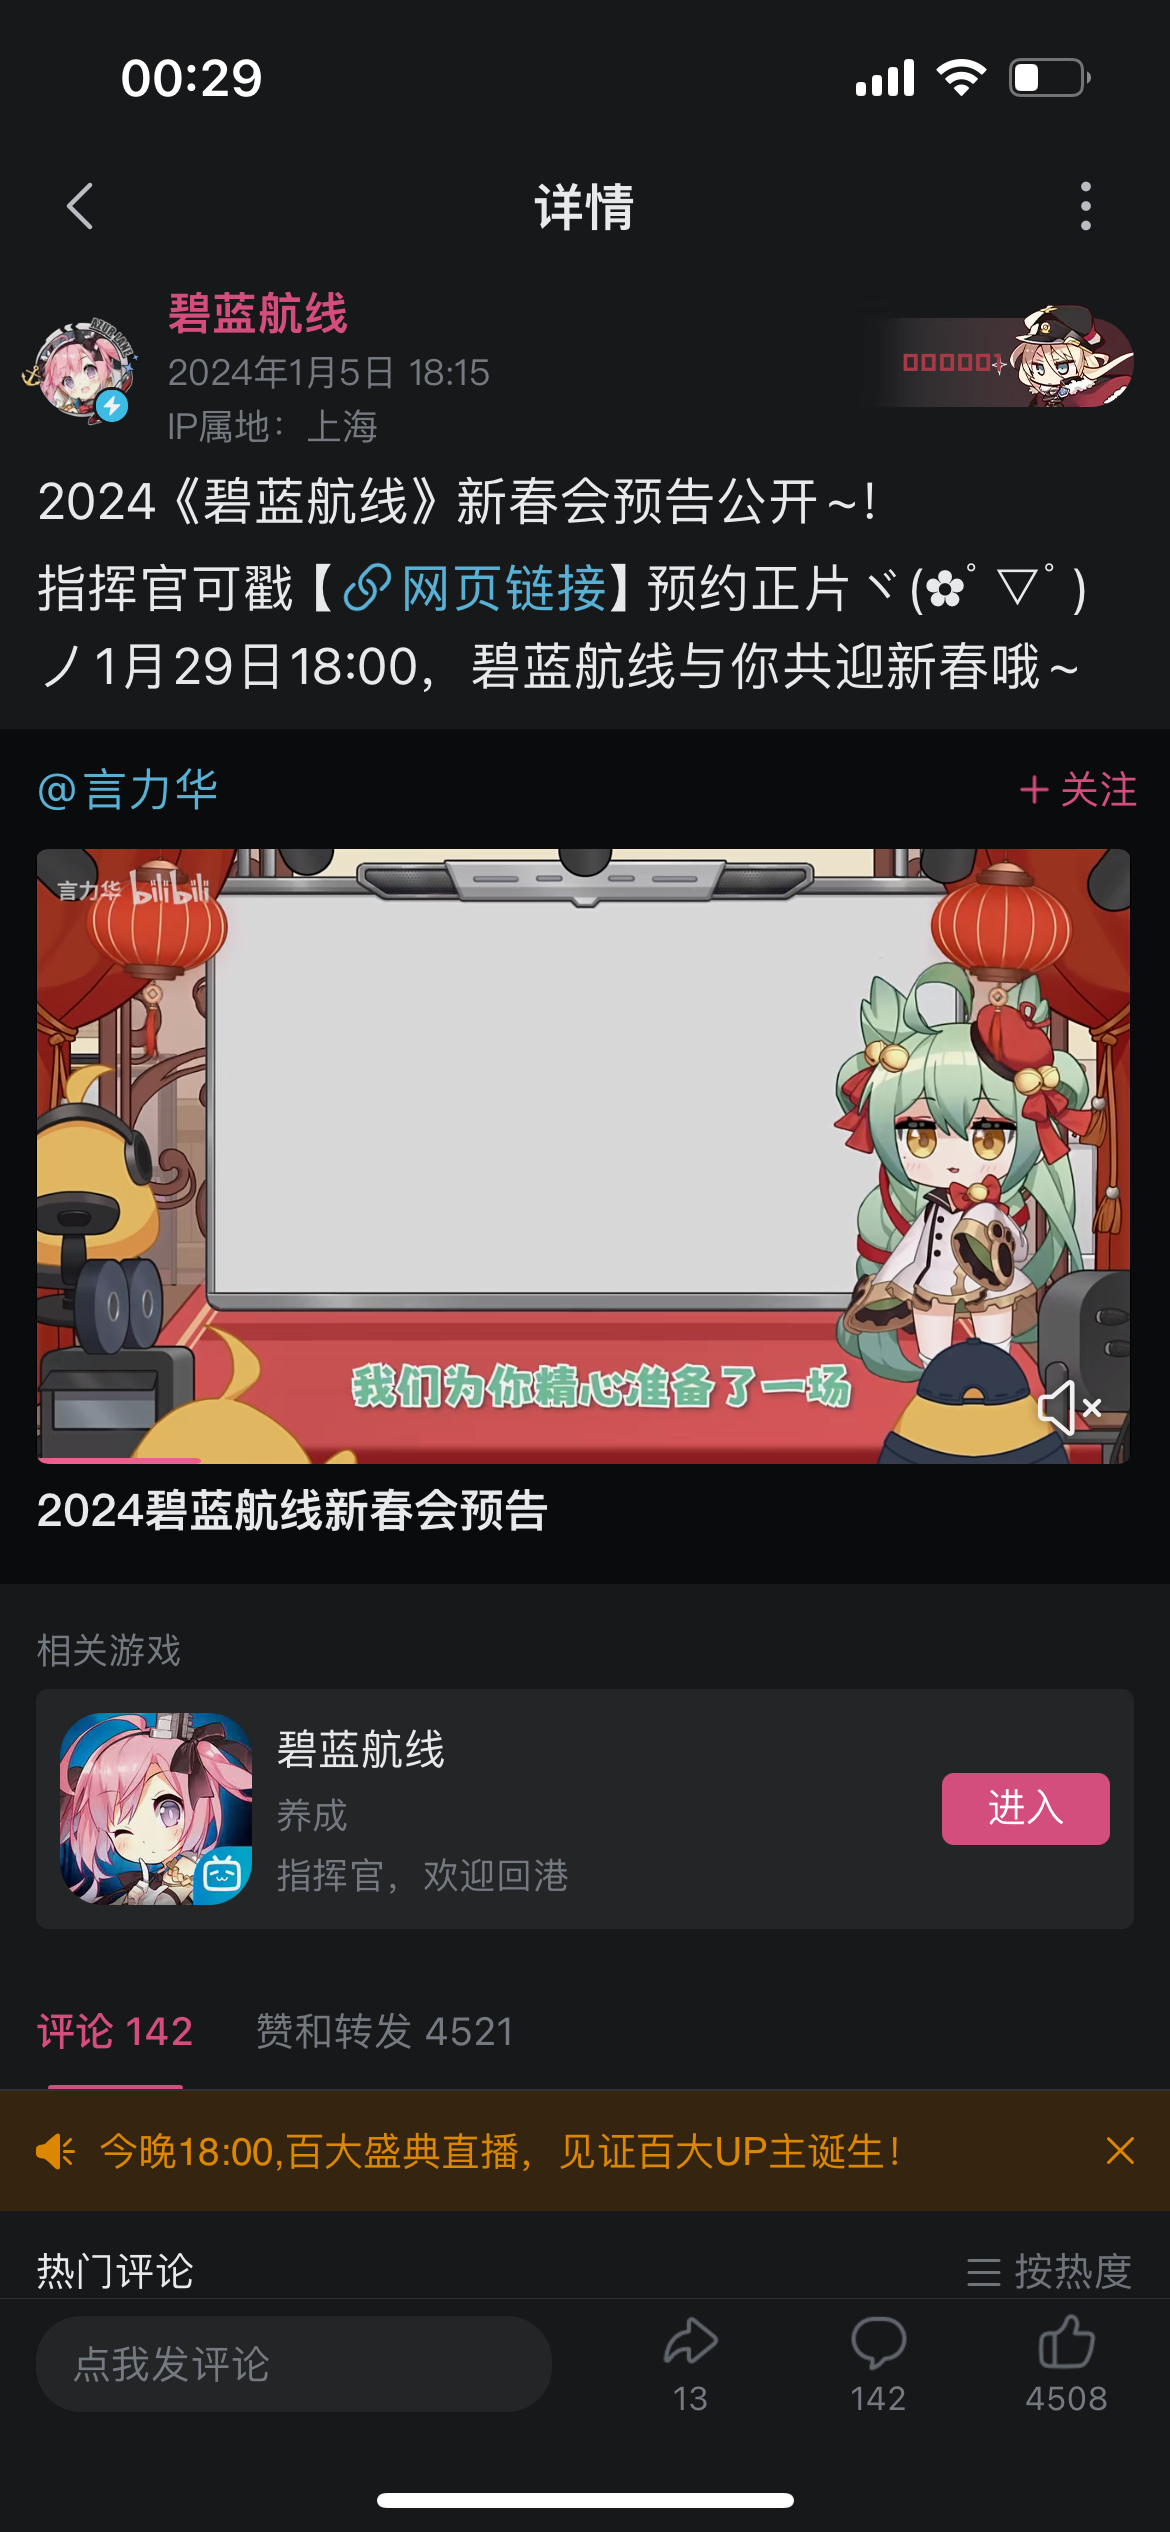 00:29
详情
碧蓝航线
2024年1月5日 18:15
IP属地：上海
000001
2024《碧蓝航线》新春会预告公开~！
指挥官可戳【网页链接】预约正片ヾ(✿ﾟ▽ﾟ)
ノ1月29日18:00，碧蓝航线与你共迎新春哦~
@言力华
+ 关注
言力华 bilibili
我们为你精心准备了一场
2024碧蓝航线新春会预告
相关游戏
碧蓝航线
养成
指挥官，欢迎回港
进入
评论 142 赞和转发 4521
今晚18:00,百大盛典直播，见证百大UP主诞生！
热门评论 按热度
点我发评论
13 142 4508